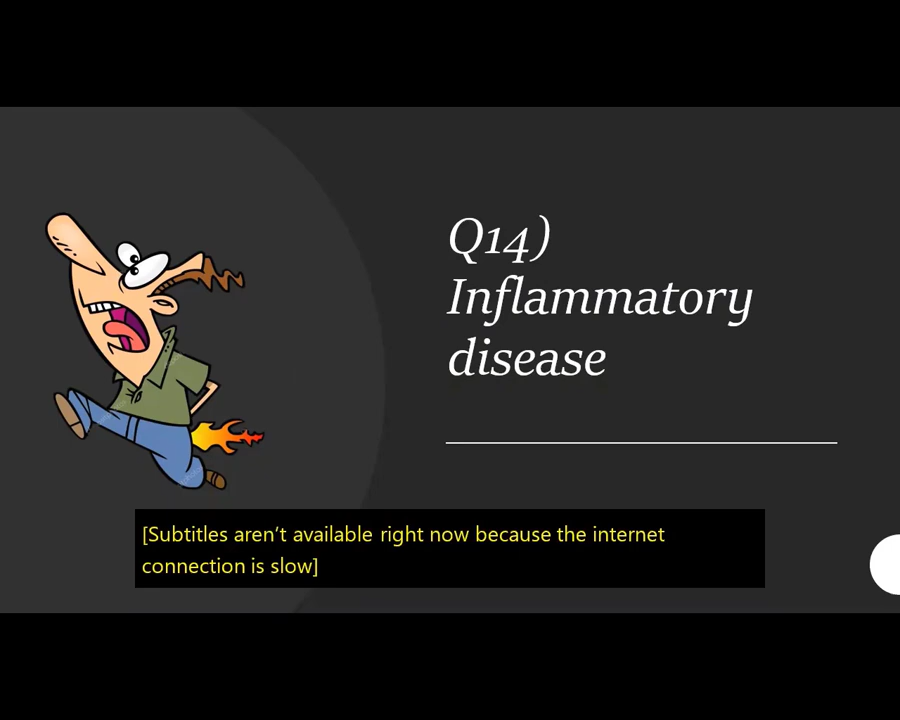 Q14)
Inflammatory
disease
[Subtitles aren’t available right now because the internet
connection is slow]